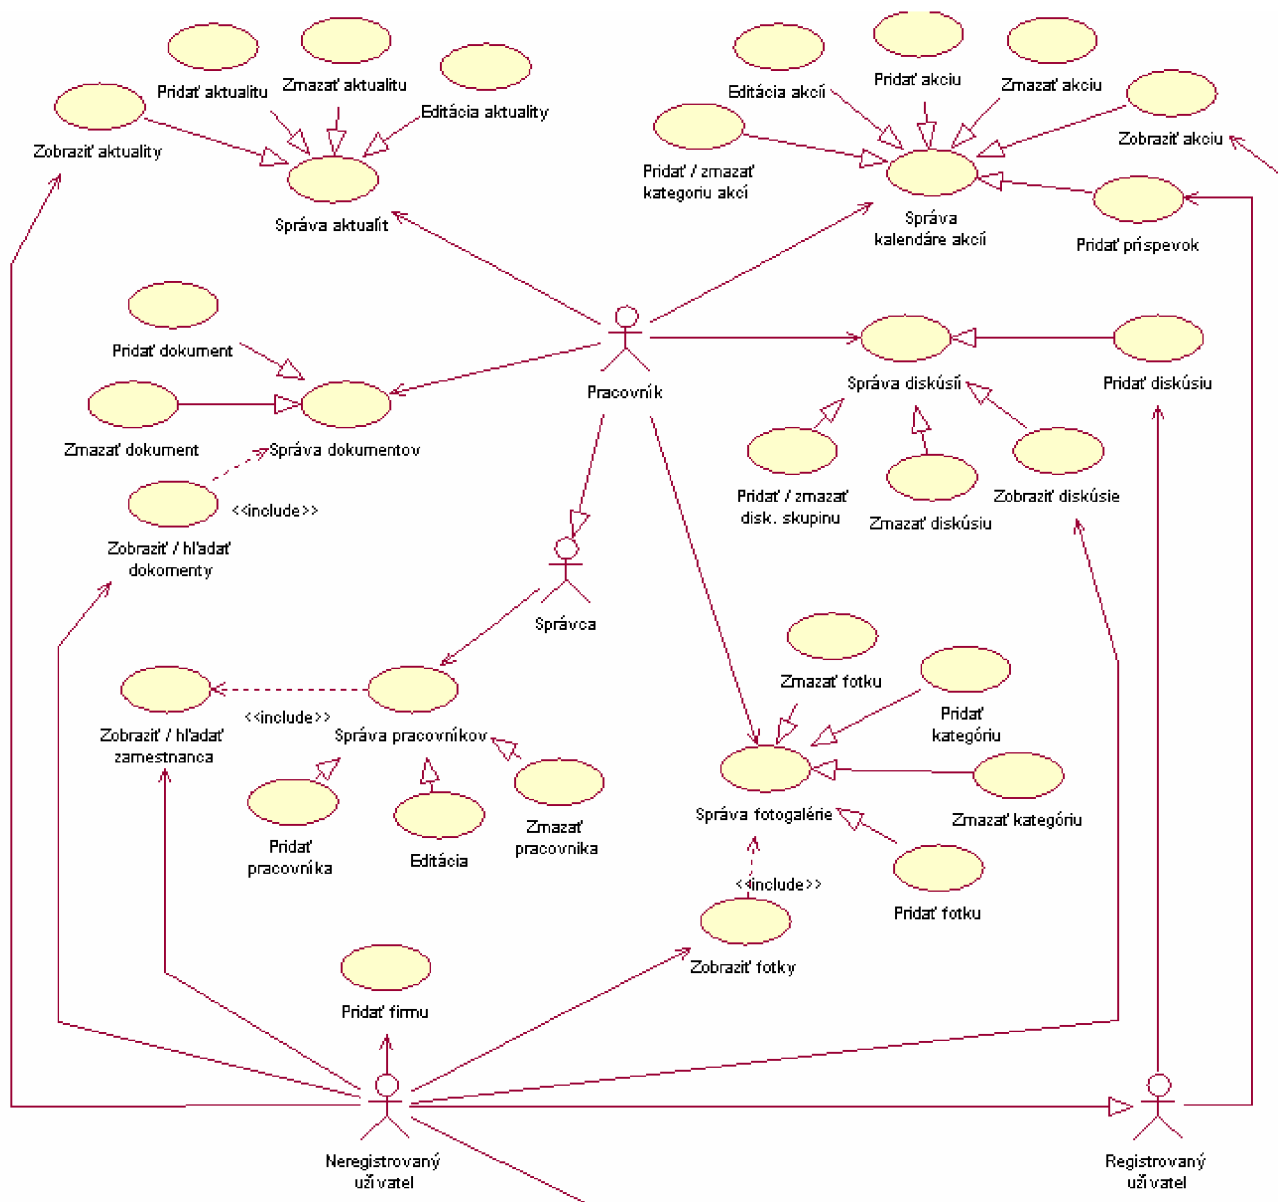 Pridať aktualitu
Zmazať aktualitu
Editácia aktuality
Zobraziť aktuality
Správa aktualít
Editácia akcií
Pridať akciu
Zmazať akciu
Zobraziť akciu
Pridať / zmazať
kategoriu akcí
Správa
kalendáre akcií
Pridať príspevok
Pridať dokument
Zmazať dokument
Správa dokumentov
<<include>>
Zobraziť / hľadať
dokomenty
Pracovník
Správa diskúsií
Pridať diskúsiu
Pridať / zmazať
disk. skupinu
Zmazať diskúsiu
Zobraziť diskúsie
Správca
Zobraziť / hľadať
zamestnanca
<<include>>
Správa pracovníkov
Pridať
pracovníka
Editácia
Zmazať
pracovnika
Zmazať fotku
Pridať
kategóriu
Správa fotogalérie
Zmazať kategóriu
Pridať fotku
<<include>>
Zobraziť fotky
Pridať firmu
Neregistrovaný
užívatel
Registrovaný
užívatel